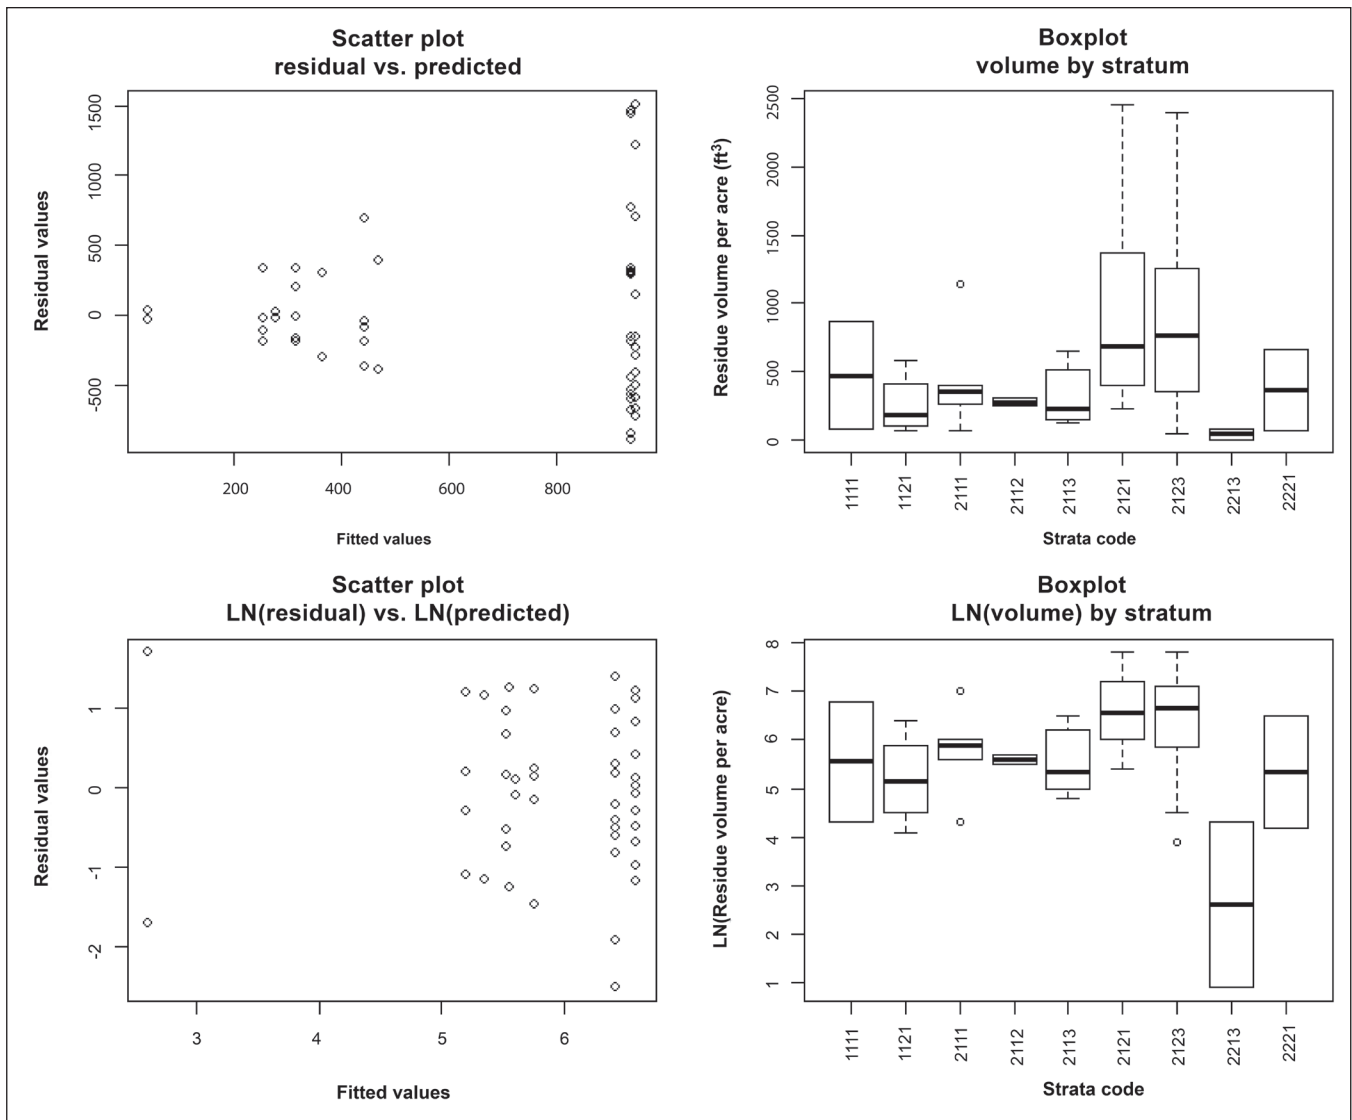 Scatter plot
residual vs. predicted
Residual values
1500
1000
500
0
-500
200 400 600 800
Fitted values
Boxplot
volume by stratum
Residue volume per acre (ft³)
2500
2000
1500
1000
500
0
1111 1121 2111 2112 2113 2121 2123 2213 2221
Strata code
Scatter plot
LN(residual) vs. LN(predicted)
Residual values
1
0
-1
-2
3 4 5 6
Fitted values
Boxplot
LN(volume) by stratum
LN(Residue volume per acre)
8
7
6
5
4
3
2
1
1111 1121 2111 2112 2113 2121 2123 2213 2221
Strata code